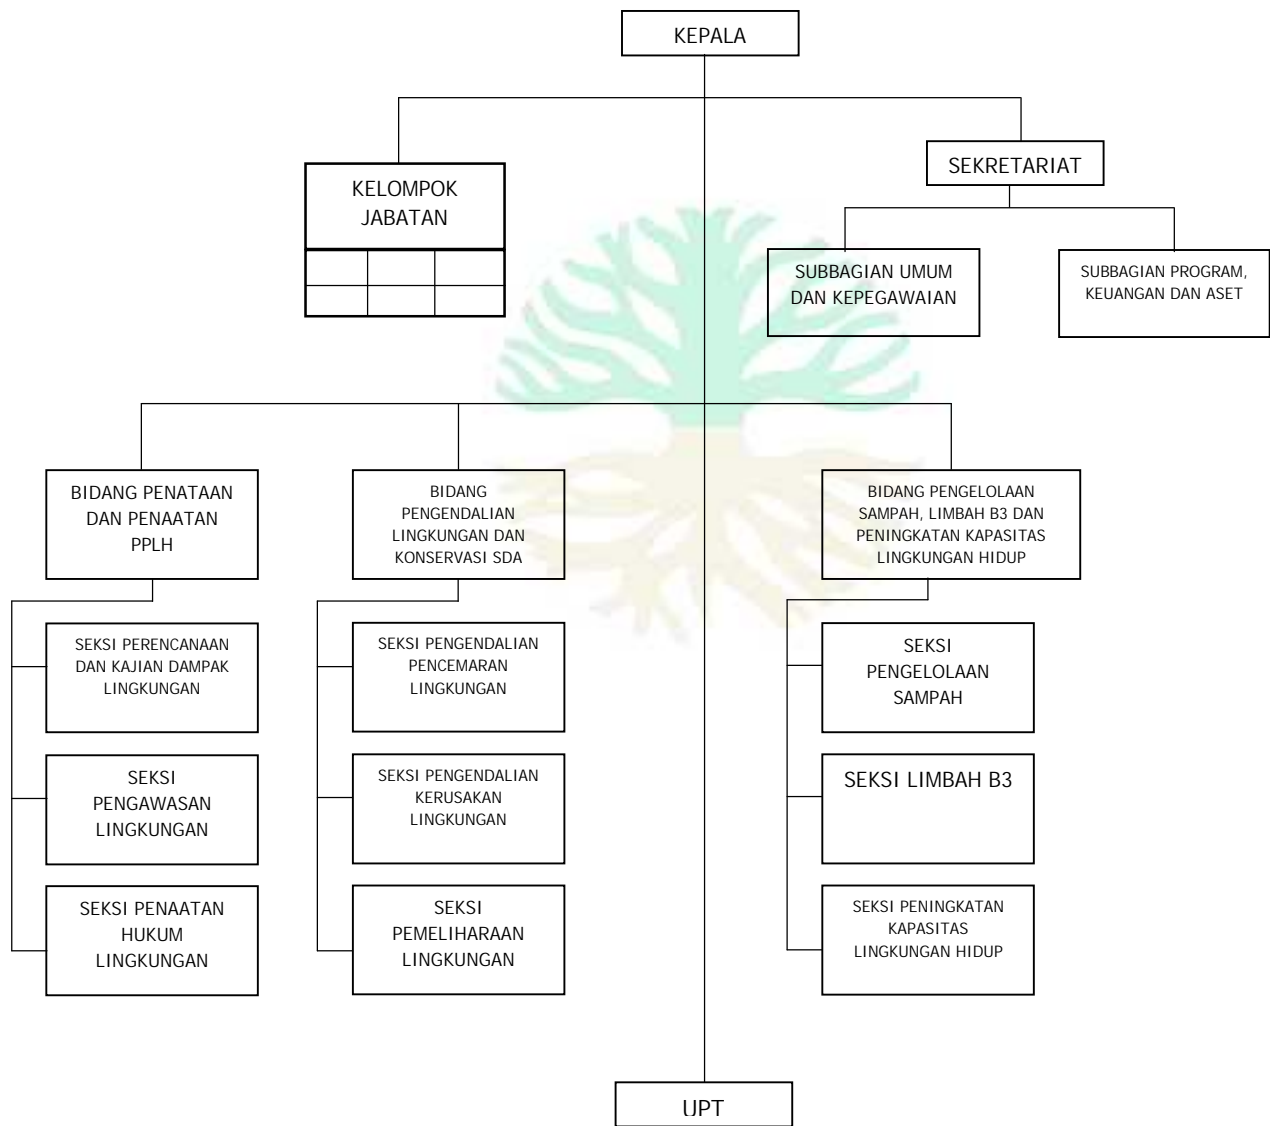 KEPALA
SEKRETARIAT
KELOMPOK
JABATAN
SUBBAGIAN UMUM
DAN KEPEGAWAIAN
SUBBAGIAN PROGRAM,
KEUANGAN DAN ASET
BIDANG PENATAAN
DAN PENAATAN
PPLH
BIDANG
PENGENDALIAN
LINGKUNGAN DAN
KONSERVASI SDA
BIDANG PENGELOLAAN
SAMPAH, LIMBAH B3 DAN
PENINGKATAN KAPASITAS
LINGKUNGAN HIDUP
SEKSI PERENCANAAN
DAN KAJIAN DAMPAK
LINGKUNGAN
SEKSI PENGENDALIAN
PENCEMARAN
LINGKUNGAN
SEKSI
PENGELOLAAN
SAMPAH
SEKSI
PENGAWASAN
LINGKUNGAN
SEKSI PENGENDALIAN
KERUSAKAN
LINGKUNGAN
SEKSI LIMBAH B3
SEKSI PENAATAN
HUKUM
LINGKUNGAN
SEKSI
PEMELIHARAAN
LINGKUNGAN
SEKSI PENINGKATAN
KAPASITAS
LINGKUNGAN HIDUP
UPT